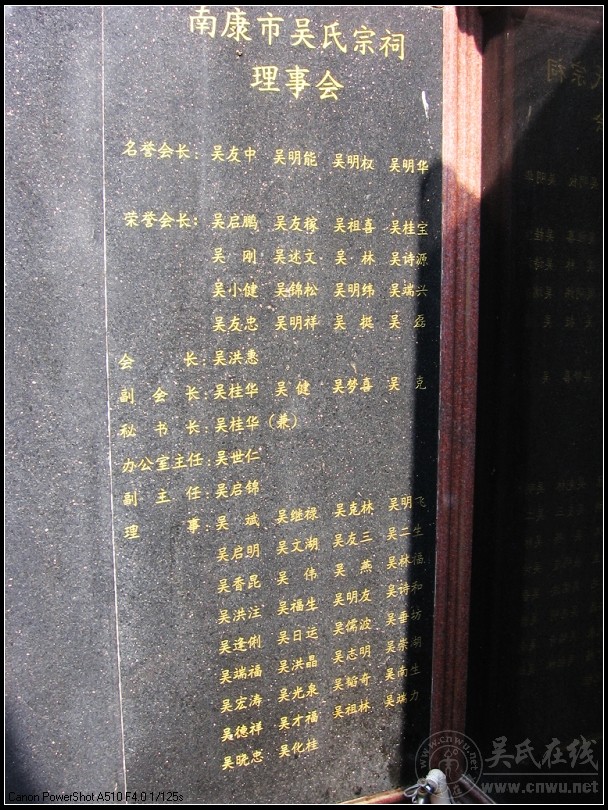 南康市吴氏宗祠
理事会
名誉会长：吴友中 吴明能 吴明权 吴明华
荣誉会长：吴启鹏 吴友稼 吴祖喜 吴桂宝
吴 刚 吴述文 吴 林 吴诗源
吴小健 吴锦松 吴明纬 吴端兴
吴友忠 吴明祥 吴 挺 吴 磊
会 长：吴洪惠
副 会 长：吴桂华 吴 健 吴梦喜 吴 克
秘 书 长：吴桂华（兼）
办公室主任：吴世仁
副 主 任：吴启锦
理 事：吴 斌 吴继禄 吴克林 吴明飞
吴启明 吴文湖 吴友三 吴二生
吴香昆 吴 伟 吴 燕 吴林福
吴洪注 吴福生 吴明友 吴诗和
吴逢俐 吴日运 吴儒波 吴垂坊
吴端福 吴洪晶 吴志明 吴崇湖
吴宏涛 吴光泉 吴韬奇 吴南生
吴德祥 吴才福 吴祖林 吴瑞力
吴晓忠 吴化桂
吴氏在线
www.cnwu.net
Canon PowerShot A510 F4.0 1/125s